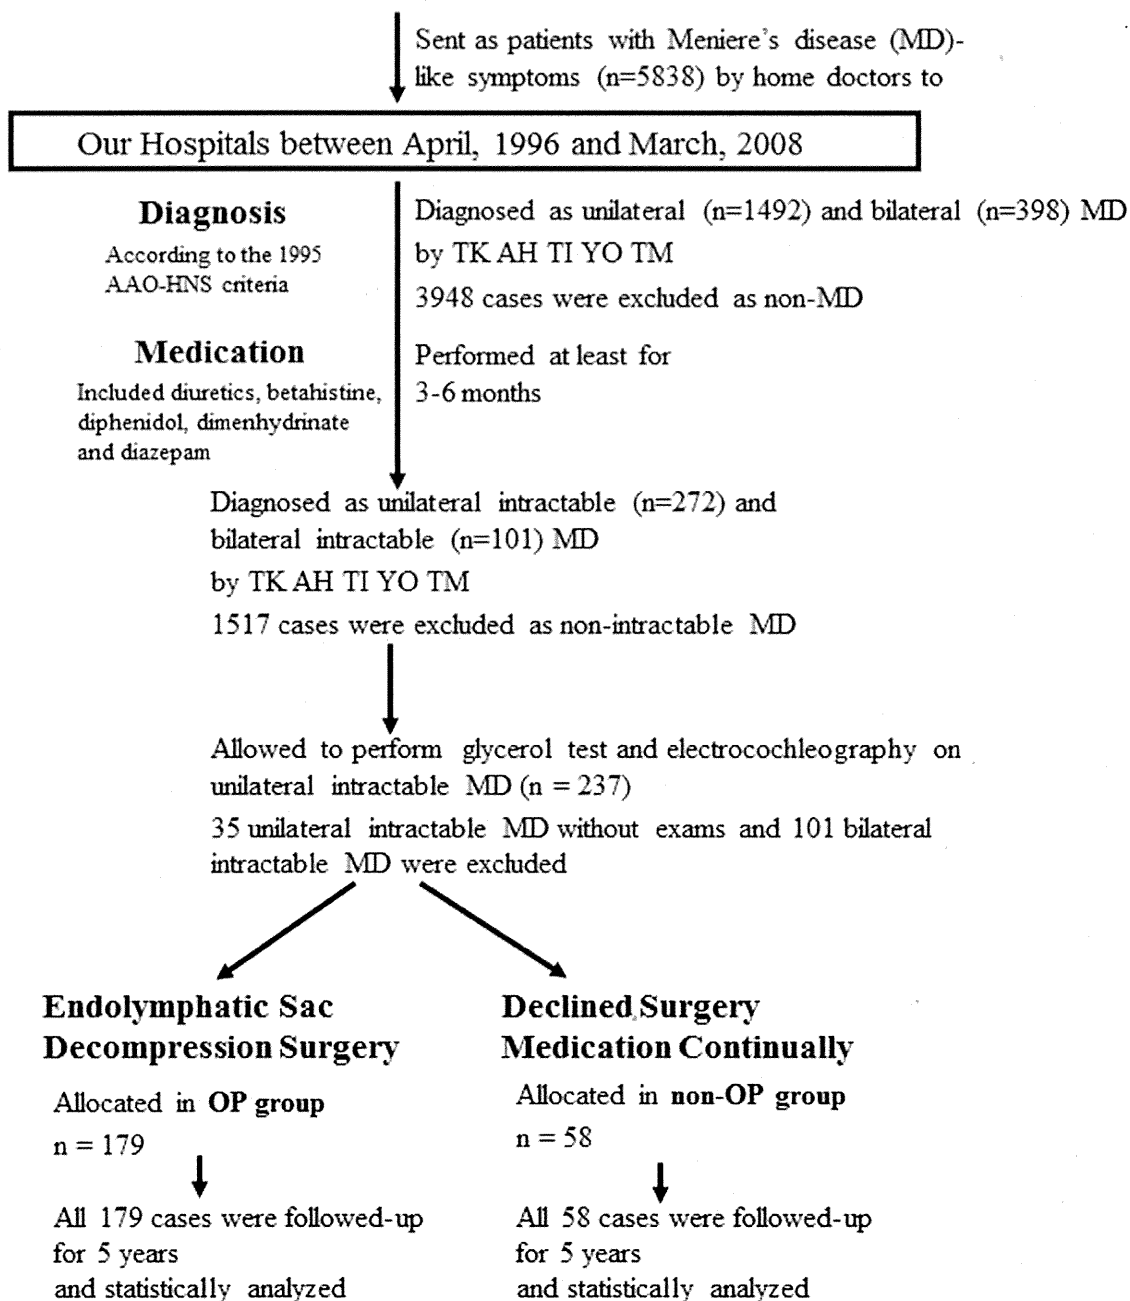 Sent as patients with Meniere's disease (MD)-
like symptoms (n=5838) by home doctors to
Our Hospitals between April, 1996 and March, 2008
Diagnosis
According to the 1995
AAO-HNS criteria
Diagnosed as unilateral (n=1492) and bilateral (n=398) MD
by TK AH TI YO TM
3948 cases were excluded as non-MD
Medication
Included diuretics, betahistine,
diphenidol, dimenhydrinate
and diazepam
Performed at least for
3-6 months
Diagnosed as unilateral intractable (n=272) and
bilateral intractable (n=101) MD
by TK AH TI YO TM
1517 cases were excluded as non-intractable MD
Allowed to perform glycerol test and electrocochleography on
unilateral intractable MD (n = 237)
35 unilateral intractable MD without exams and 101 bilateral
intractable MD were excluded
Endolymphatic Sac
Decompression Surgery
Allocated in OP group
n = 179
All 179 cases were followed-up
for 5 years
and statistically analyzed
Declined Surgery
Medication Continually
Allocated in non-OP group
n = 58
All 58 cases were followed-up
for 5 years
and statistically analyzed